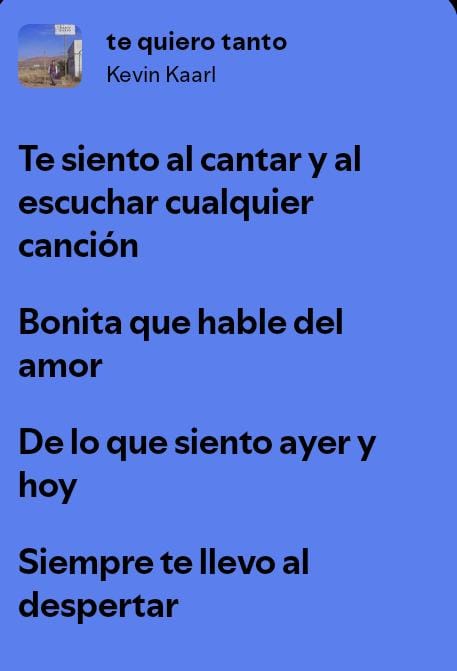 te quiero tanto
Kevin Kaarl
Te siento al cantar y al
escuchar cualquier
canción
Bonita que hable del
amor
De lo que siento ayer y
hoy
Siempre te llevo al
despertar